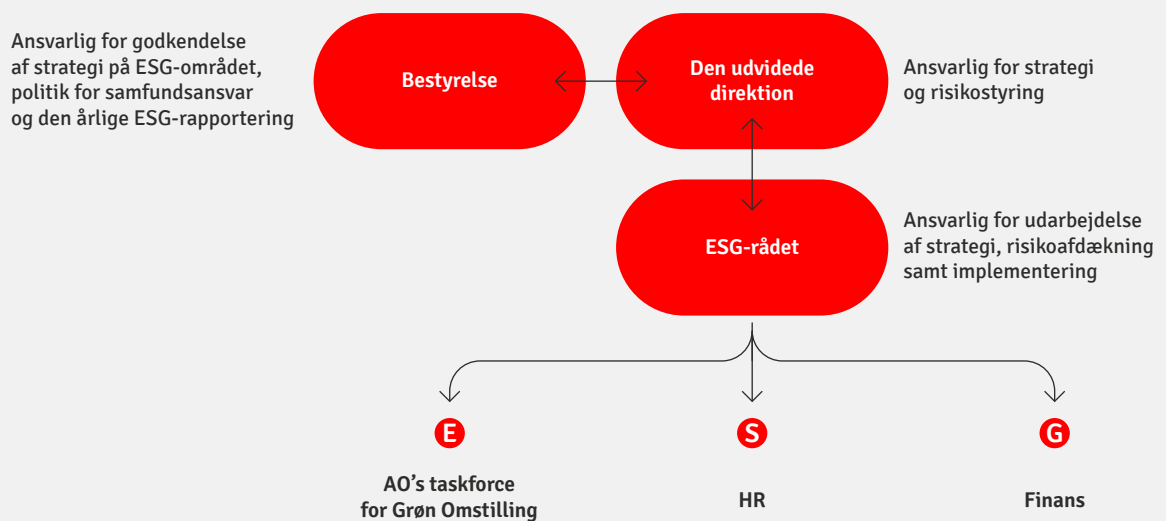 Ansvarlig for godkendelse
af strategi på ESG-området,
politik for samfundsansvar
og den årlige ESG-rapportering
Bestyrelse
Den udvidede
direktion
Ansvarlig for strategi
og risikostyring
ESG-rådet
Ansvarlig for udarbejdelse
af strategi, risikoafdækning
samt implementering
E
AO’s taskforce
for Grøn Omstilling
S
HR
G
Finans